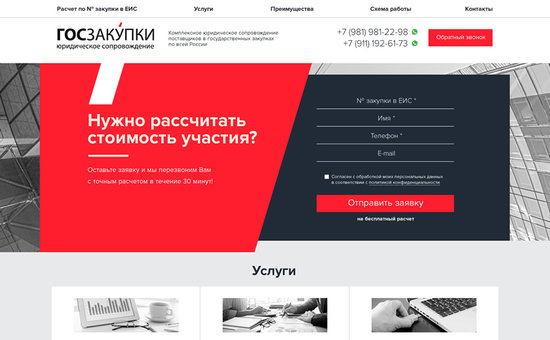 Расчет по № закупки в ЕИС Услуги Преимущества Схема работы Контакты
ГОСЗАКУПКИ
юридическое сопровождение
Комплексное юридическое сопровождение
поставщиков в государственных закупках
по всей России
+7 (981) 981-22-98
+7 (911) 192-61-73
Обратный звонок
Нужно рассчитать
стоимость участия?
Оставьте заявку и мы перезвоним Вам
с точным расчетом в течение 30 минут!
№ закупки в ЕИС *
Имя *
Телефон *
E-mail
Согласен с обработкой моих персональных данных
в соответствии с политикой конфиденциальности
Отправить заявку
на бесплатный расчет
Услуги